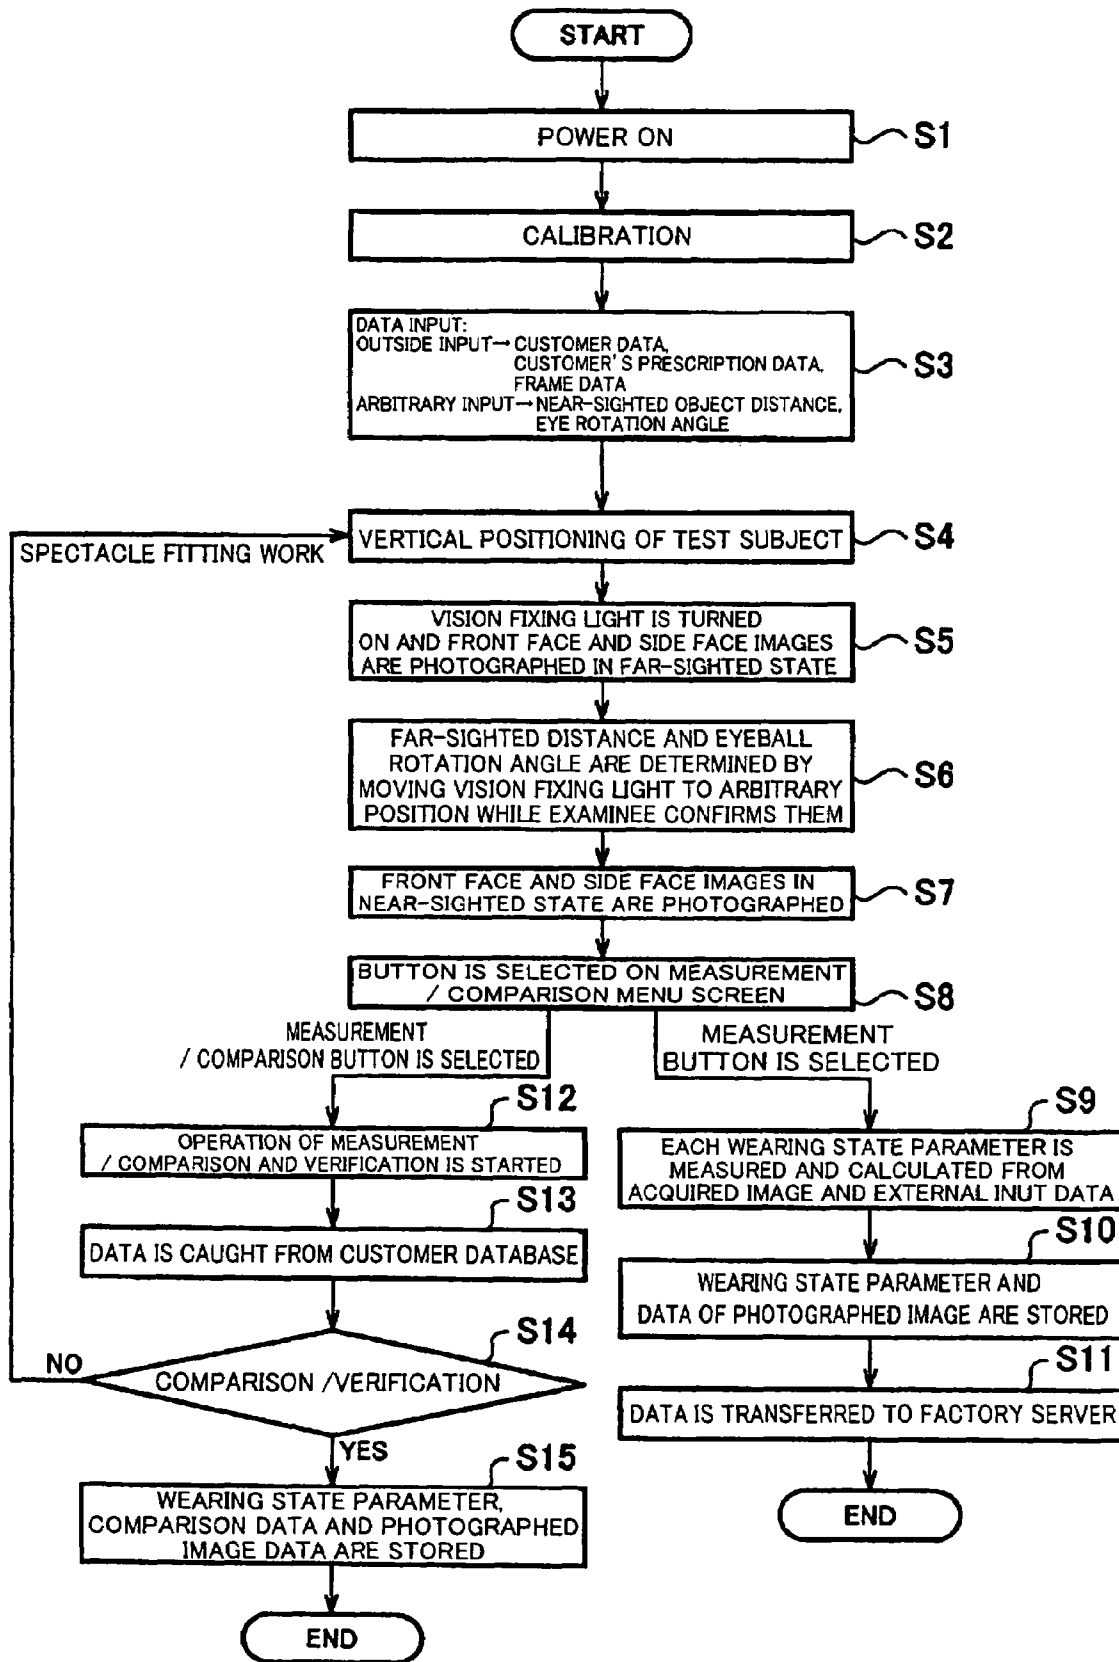 START
POWER ON
S1
CALIBRATION
S2
DATA INPUT:
OUTSIDE INPUT→CUSTOMER DATA,
CUSTOMER'S PRESCRIPTION DATA,
FRAME DATA
ARBITRARY INPUT→NEAR-SIGHTED OBJECT DISTANCE,
EYE ROTATION ANGLE
S3
SPECTACLE FITTING WORK
VERTICAL POSITIONING OF TEST SUBJECT
S4
VISION FIXING LIGHT IS TURNED
ON AND FRONT FACE AND SIDE FACE IMAGES
ARE PHOTOGRAPHED IN FAR-SIGHTED STATE
S5
FAR-SIGHTED DISTANCE AND EYEBALL
ROTATION ANGLE ARE DETERMINED BY
MOVING VISION FIXING LIGHT TO ARBITRARY
POSITION WHILE EXAMINEE CONFIRMS THEM
S6
FRONT FACE AND SIDE FACE IMAGES IN
NEAR-SIGHTED STATE ARE PHOTOGRAPHED
S7
BUTTON IS SELECTED ON MEASUREMENT
/ COMPARISON MENU SCREEN
S8
MEASUREMENT
/ COMPARISON BUTTON IS SELECTED
MEASUREMENT
BUTTON IS SELECTED
S12
OPERATION OF MEASUREMENT
/ COMPARISON AND VERIFICATION IS STARTED
S13
DATA IS CAUGHT FROM CUSTOMER DATABASE
S14
NO
COMPARISON /VERIFICATION
YES
S15
WEARING STATE PARAMETER,
COMPARISON DATA AND PHOTOGRAPHED
IMAGE DATA ARE STORED
END
S9
EACH WEARING STATE PARAMETER IS
MEASURED AND CALCULATED FROM
ACQUIRED IMAGE AND EXTERNAL INUT DATA
S10
WEARING STATE PARAMETER AND
DATA OF PHOTOGRAPHED IMAGE ARE STORED
S11
DATA IS TRANSFERRED TO FACTORY SERVER
END